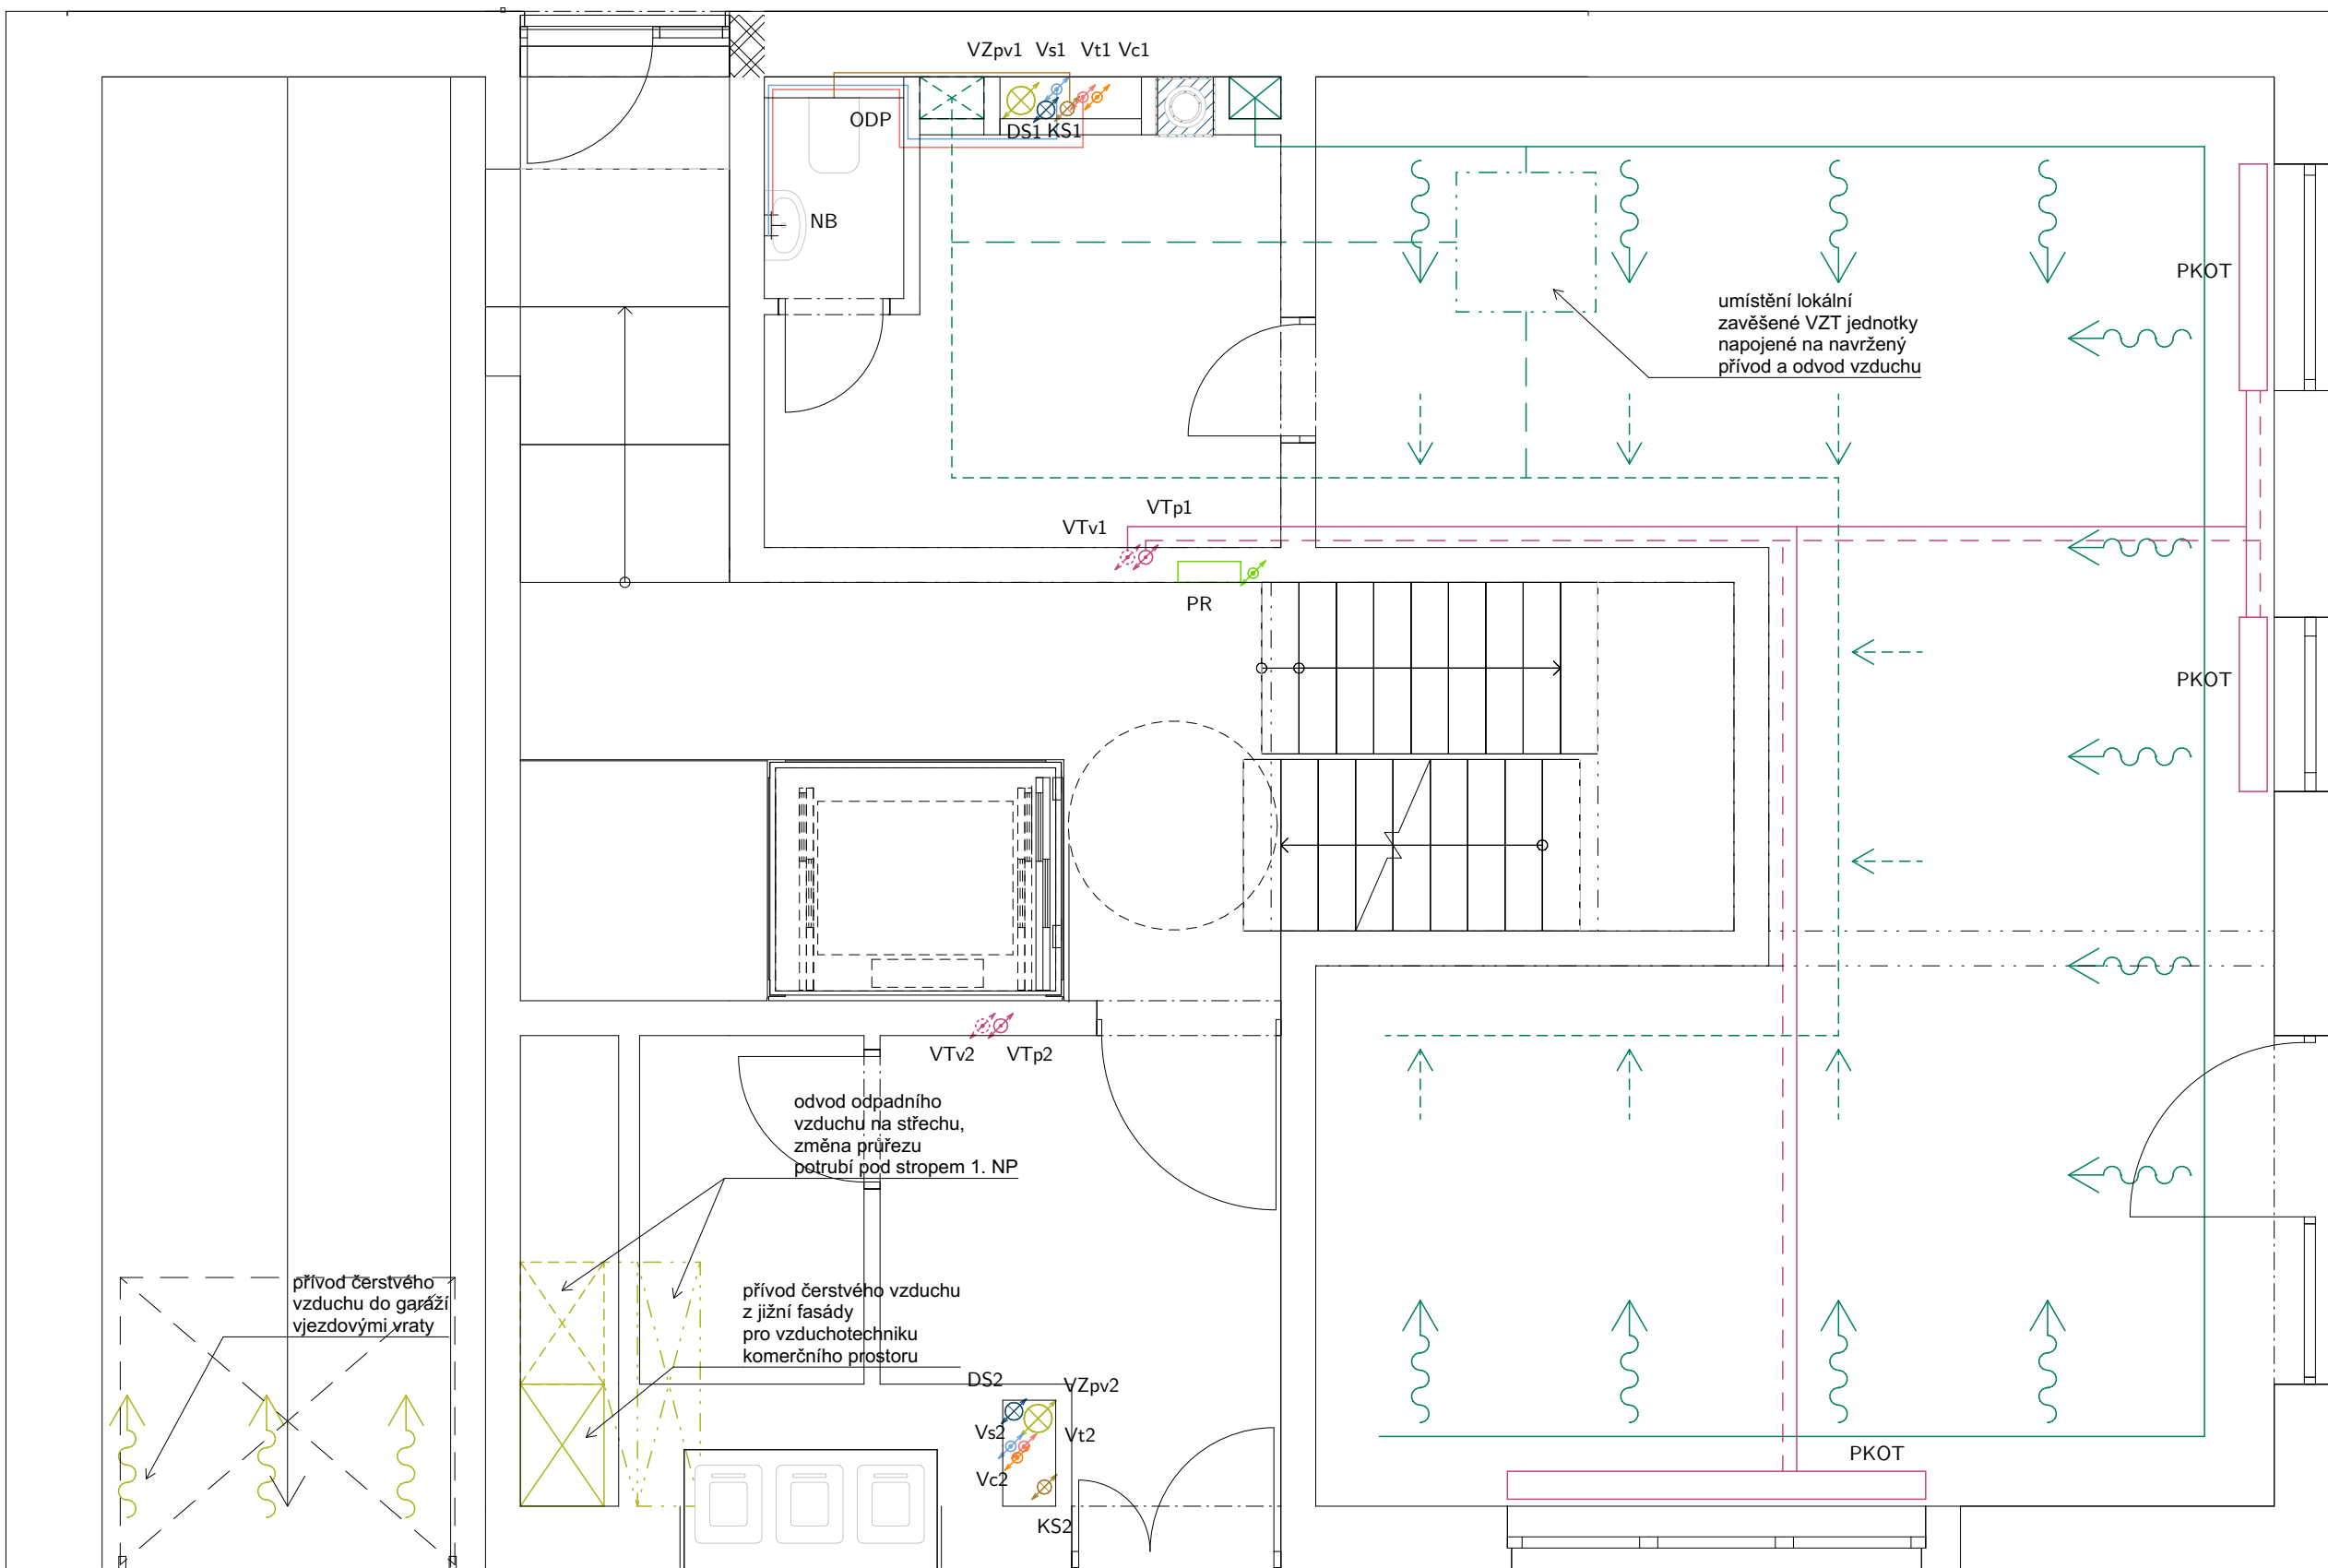 VZpv1 Vs1 Vt1 Vc1
ODP
DS1 KS1
NB
PKOT
umístění lokální
zavěšené VZT jednotky
napojené na navržený
přívod a odvod vzduchu
VTp1
VTv1
PR
PKOT
VTv2 VTp2
odvod odpadního
vzduchu na střechu,
změna průřezu
potrubí pod stropem 1. NP
přívod čerstvého
vzduchu do garáží
vjezdovými vraty
přívod čerstvého vzduchu
z jižní fasády
pro vzduchotechniku
komerčního prostoru
DS2
VZpv2
Vs2
Vt2
Vc2
KS2
PKOT